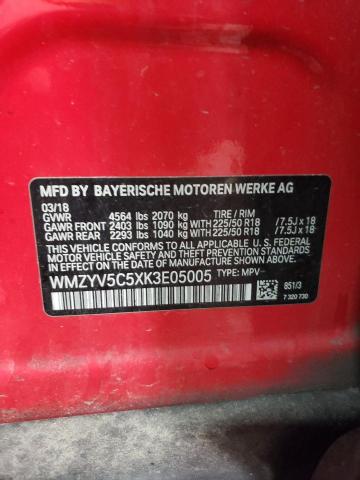 MFD BY BAYERISCHE MOTOREN WERKE AG
03/18
GVWR 4564 lbs 2070 kg TIRE / RIM
GAWR FRONT 2403 lbs 1090 kg WITH 225/50 R18 /7.5J x 18
GAWR REAR 2293 lbs 1040 kg WITH 225/50 R18 /7.5J x 18
THIS VEHICLE CONFORMS TO ALL APPLICABLE U.S. FEDERAL
MOTOR VEHICLE SAFETY, BUMPER, AND THEFT PREVENTION
STANDARDS IN EFFECT ON THE DATE OF MANUFACTURE SHOWN ABOVE.
WMZYV5C5XK3E05005 TYPE: MPV
851/3
7 320 730